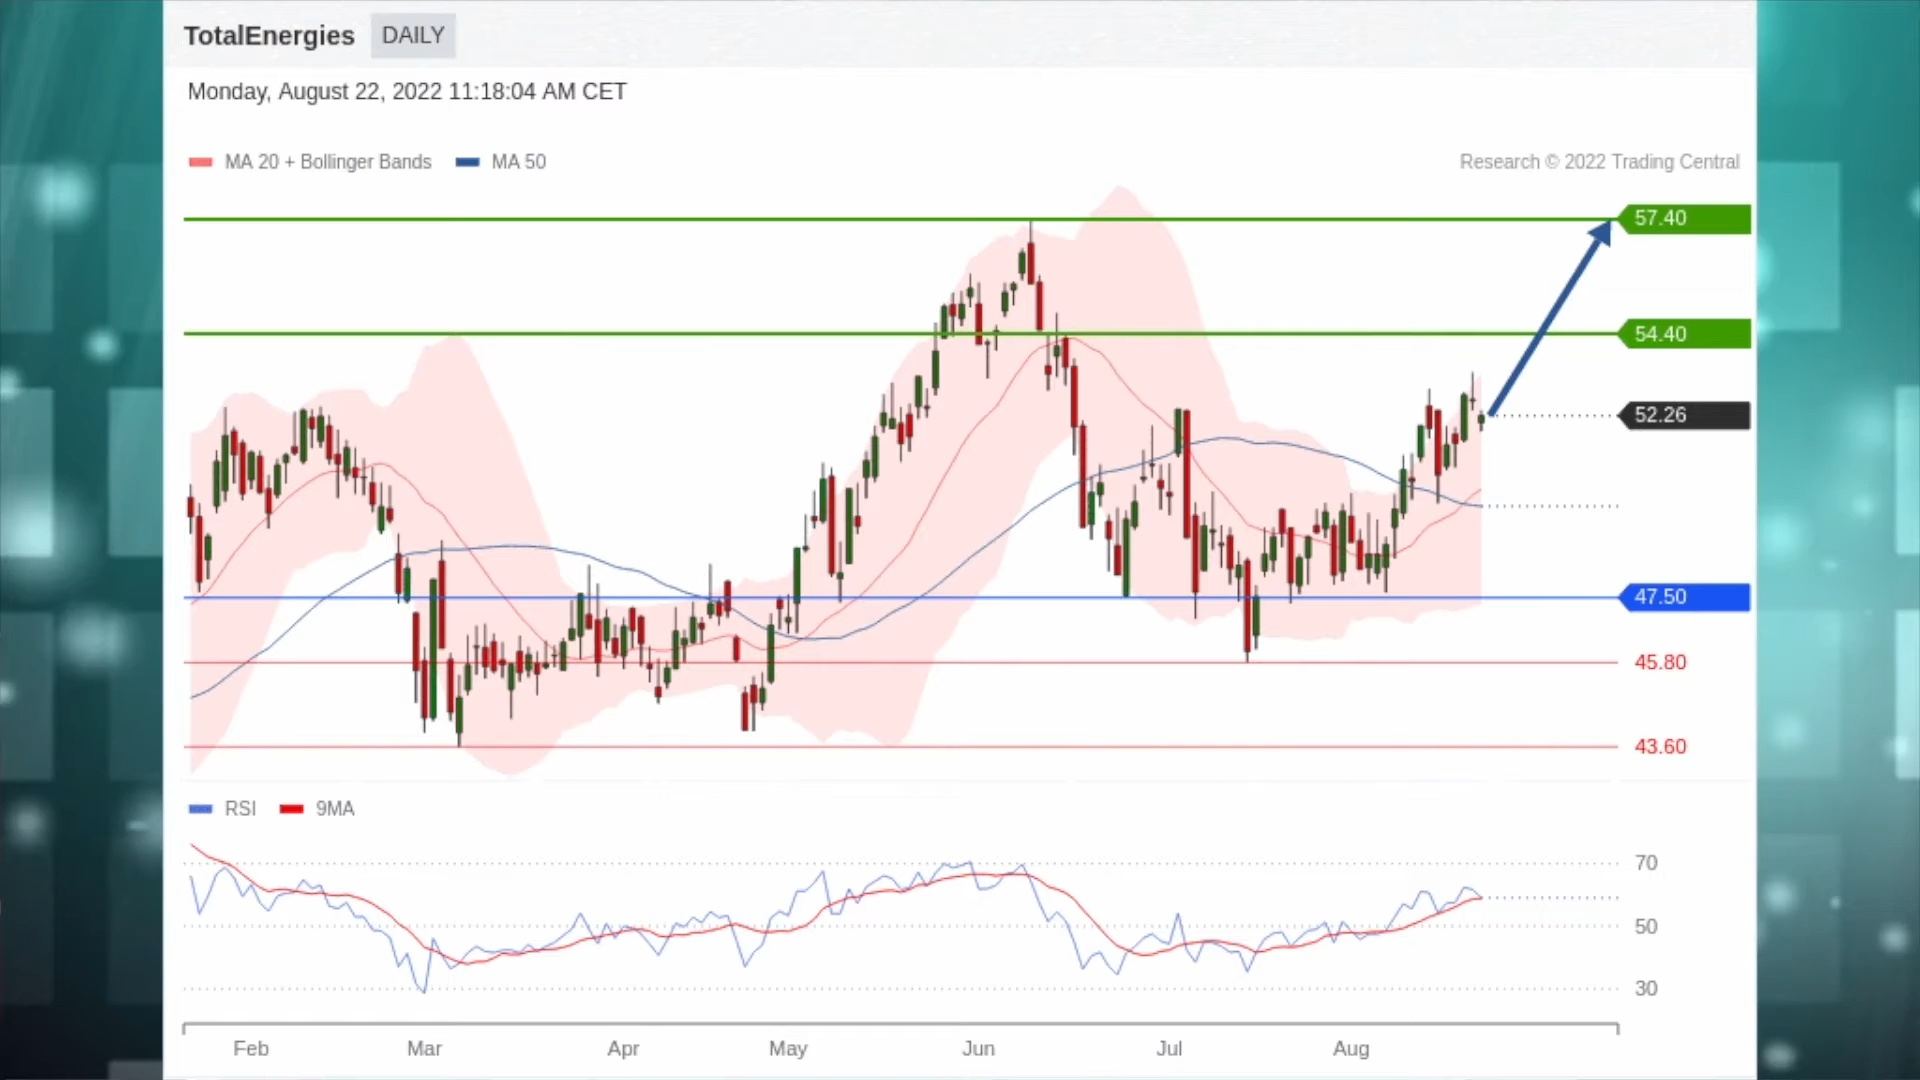 TotalEnergies DAILY
Monday, August 22, 2022 11:18:04 AM CET
MA 20 + Bollinger Bands MA 50 Research © 2022 Trading Central
57.40
54.40
52.26
47.50
45.80
43.60
RSI 9MA
70
50
30
Feb Mar Apr May Jun Jul Aug